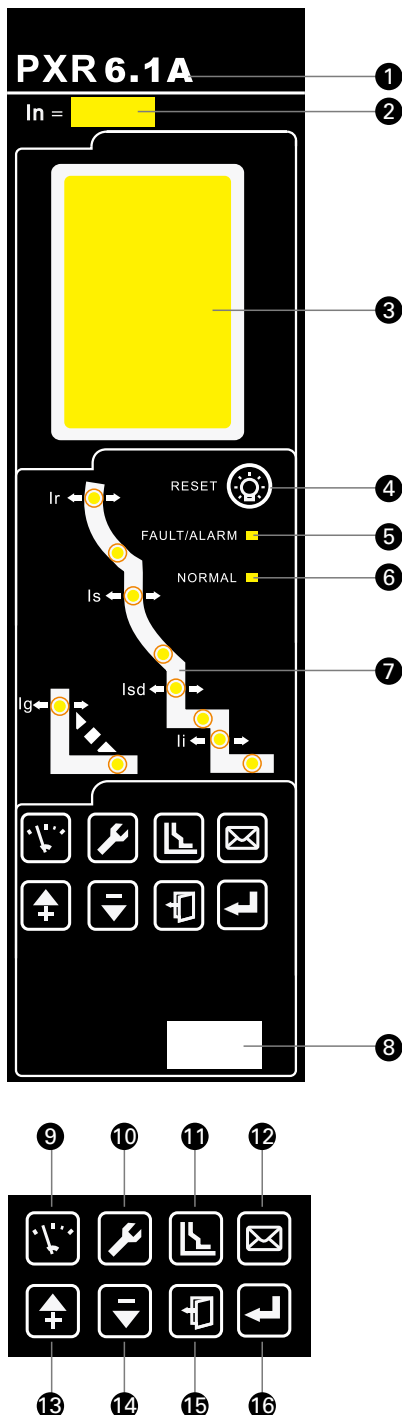 PXR 6.1A
1
In =
2
3
RESET
4
Ir
FAULT/ALARM
5
NORMAL
6
Is
7
Isd
Ig
Ii
8
9 10 11 12
13 14 15 16